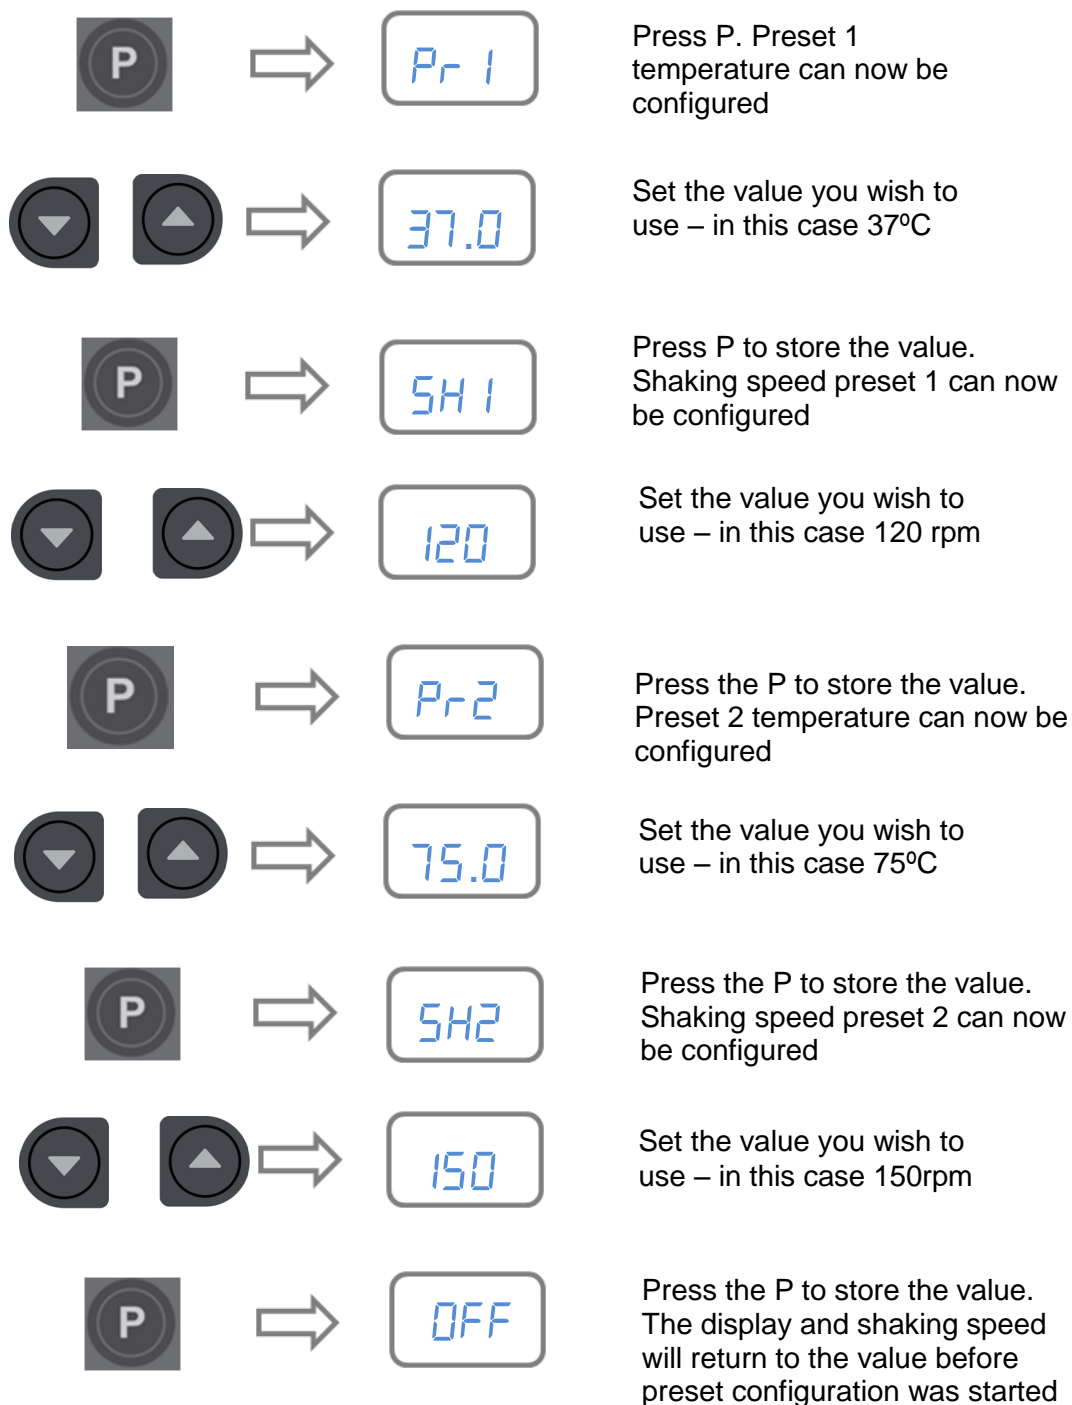 P
Pr 1
Press P. Preset 1
temperature can now be
configured
37.0
Set the value you wish to
use – in this case 37ºC
P
SH 1
Press P to store the value.
Shaking speed preset 1 can now
be configured
120
Set the value you wish to
use – in this case 120 rpm
P
Pr2
Press the P to store the value.
Preset 2 temperature can now be
configured
75.0
Set the value you wish to
use – in this case 75ºC
P
SH2
Press the P to store the value.
Shaking speed preset 2 can now
be configured
150
Set the value you wish to
use – in this case 150rpm
P
OFF
Press the P to store the value.
The display and shaking speed
will return to the value before
preset configuration was started